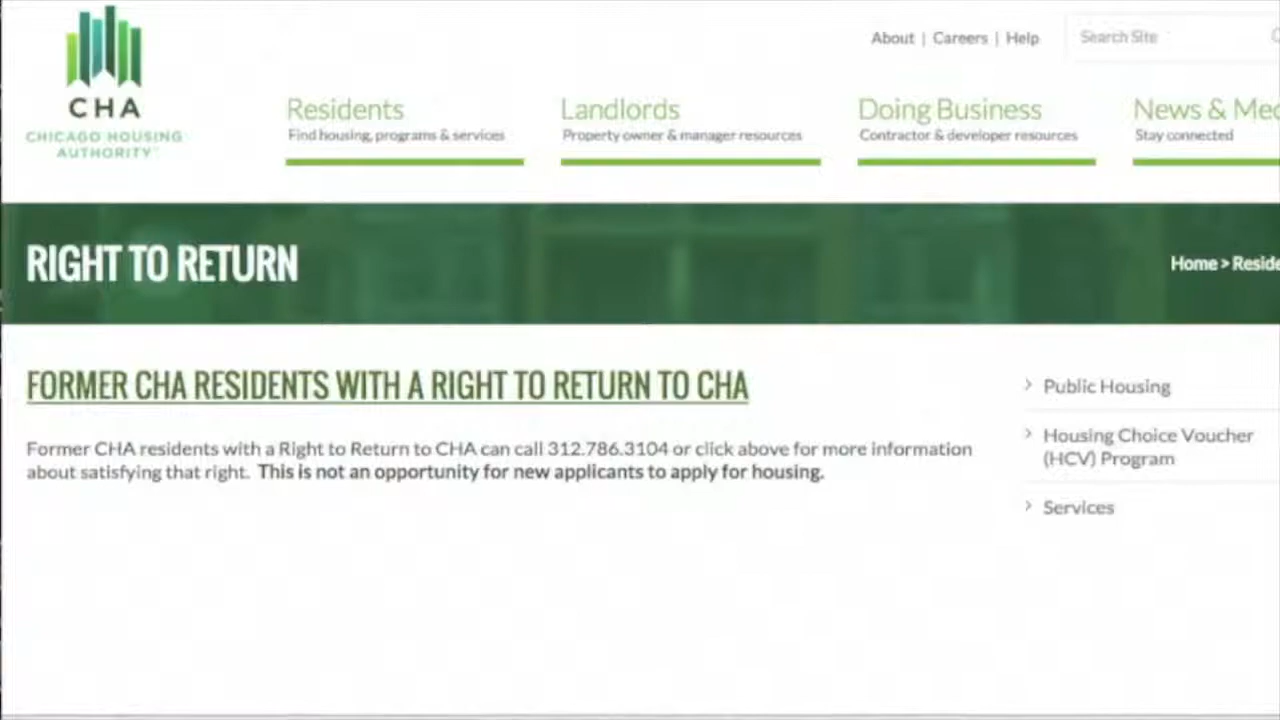 CHA
CHICAGO HOUSING
AUTHORITY
About | Careers | Help
Search Site
Residents
Find housing, programs & services
Landlords
Property owner & manager resources
Doing Business
Contractor & developer resources
News & Med
Stay connected
RIGHT TO RETURN
Home > Reside
FORMER CHA RESIDENTS WITH A RIGHT TO RETURN TO CHA
Former CHA residents with a Right to Return to CHA can call 312.786.3104 or click above for more information
about satisfying that right. This is not an opportunity for new applicants to apply for housing.
Public Housing
Housing Choice Voucher
(HCV) Program
Services